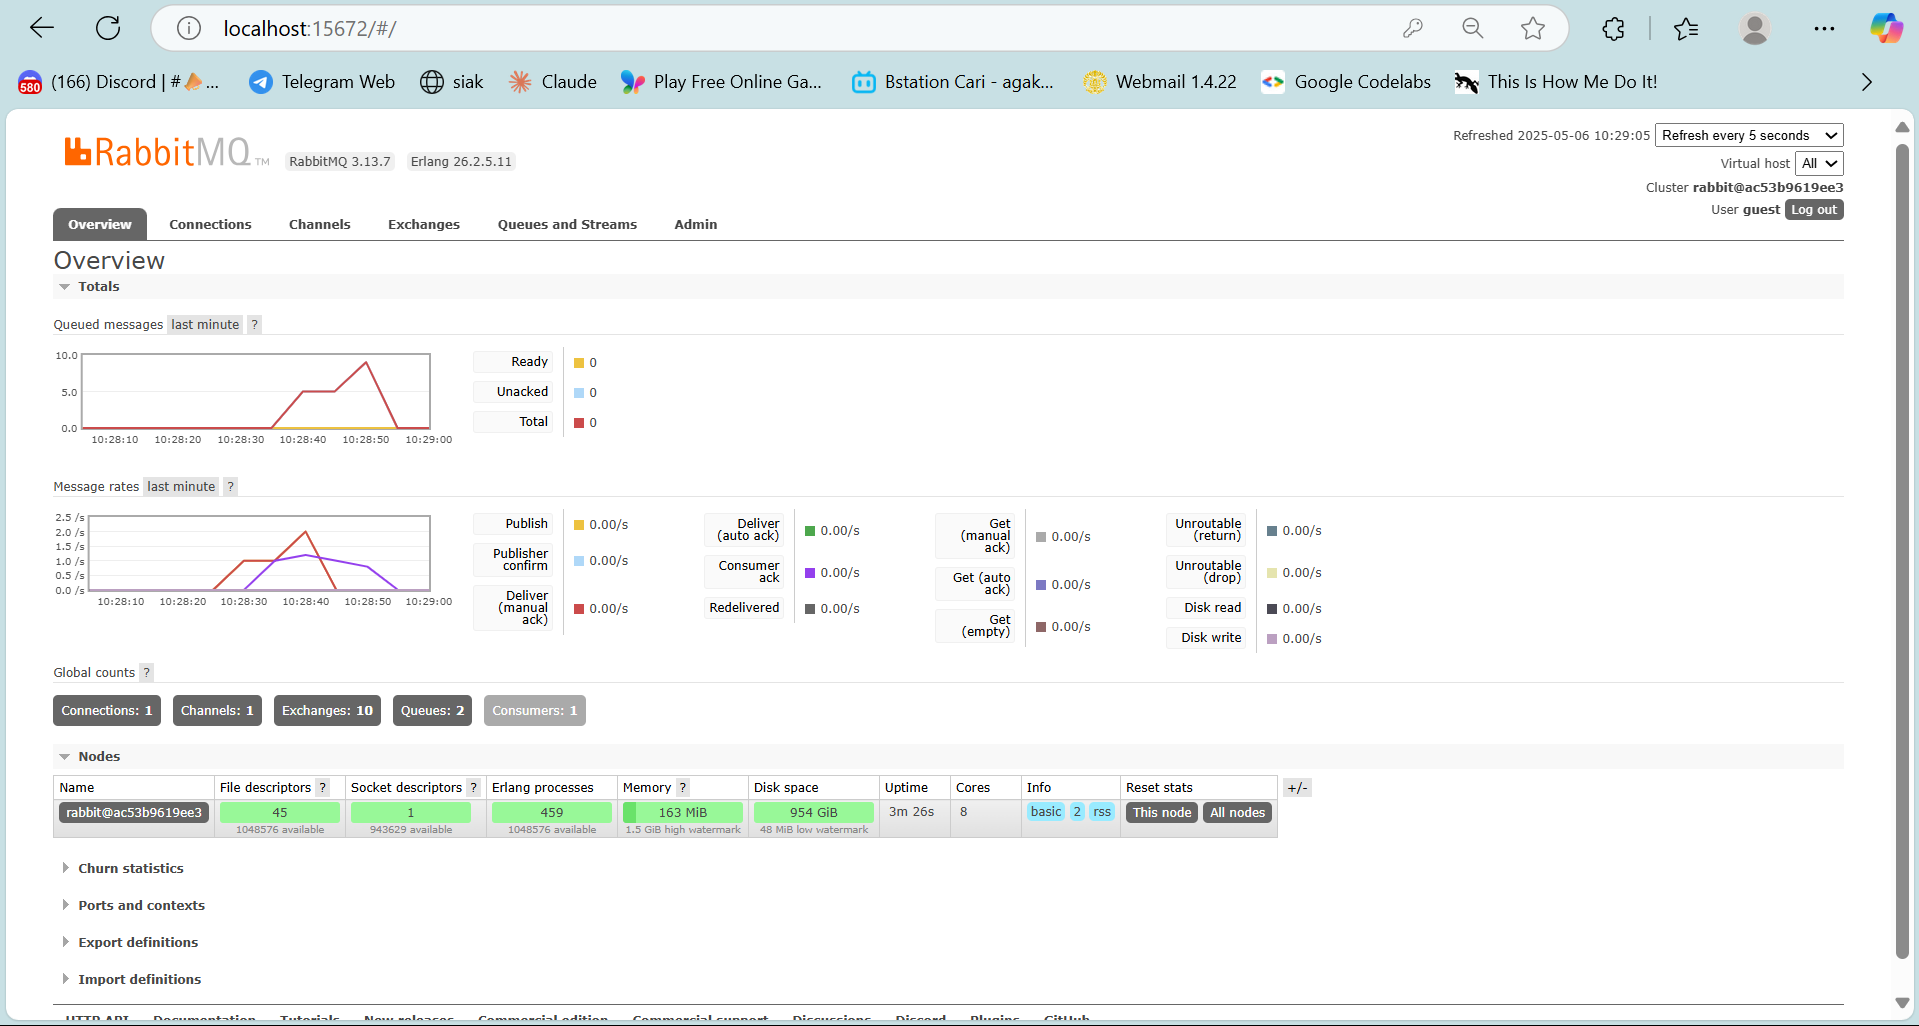 localhost:15672/#/
580 (166) Discord | # ...
Telegram Web
siak
Claude
Play Free Online Ga...
Bstation Cari - agak...
Webmail 1.4.22
Google Codelabs
This Is How Me Do It!
RabbitMQ TM RabbitMQ 3.13.7 Erlang 26.2.5.11
Refreshed 2025-05-06 10:29:05 Refresh every 5 seconds
Virtual host All
Cluster rabbit@ac53b9619ee3
User guest Log out
Overview Connections Channels Exchanges Queues and Streams Admin
Overview
Totals
Queued messages last minute ?
10.0
5.0
0.0
10:28:10 10:28:20 10:28:30 10:28:40 10:28:50 10:29:00
Ready 0
Unacked 0
Total 0
Message rates last minute ?
2.5 /s
2.0 /s
1.5 /s
1.0 /s
0.5 /s
0.0 /s
10:28:10 10:28:20 10:28:30 10:28:40 10:28:50 10:29:00
Publish 0.00/s
Publisher
confirm 0.00/s
Deliver
(manual
ack) 0.00/s
Deliver
(auto ack) 0.00/s
Consumer
ack 0.00/s
Redelivered 0.00/s
Get
(manual
ack) 0.00/s
Get (auto
ack) 0.00/s
Get
(empty) 0.00/s
Unroutable
(return) 0.00/s
Unroutable
(drop) 0.00/s
Disk read 0.00/s
Disk write 0.00/s
Global counts ?
Connections: 1 Channels: 1 Exchanges: 10 Queues: 2 Consumers: 1
Nodes
Name File descriptors ? Socket descriptors ? Erlang processes Memory ? Disk space Uptime Cores Info Reset stats +/-
rabbit@ac53b9619ee3 45 1 459 163 MiB 954 GiB 3m 26s 8 basic 2 rss This node All nodes
1048576 available 943629 available 1048576 available 1.5 GiB high watermark 48 MiB low watermark
Churn statistics
Ports and contexts
Export definitions
Import definitions
HTTP API Documentation Tutorials New releases Commercial edition Commercial support Discussions Discord Plugins GitHub